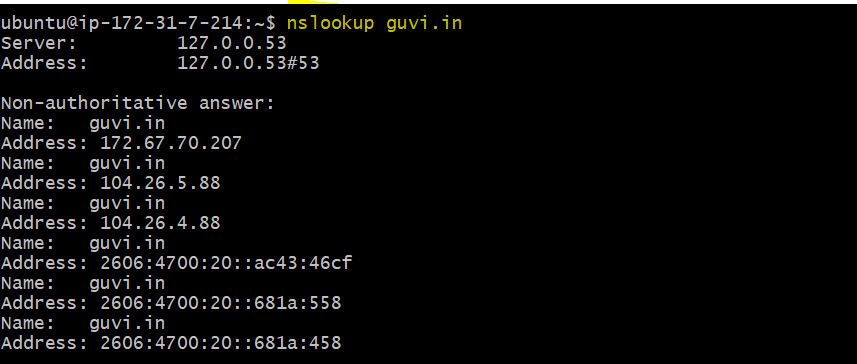 ubuntu@ip-172-31-7-214:~$ nslookup guvi.in
Server:         127.0.0.53
Address:        127.0.0.53#53

Non-authoritative answer:
Name:   guvi.in
Address: 172.67.70.207
Name:   guvi.in
Address: 104.26.5.88
Name:   guvi.in
Address: 104.26.4.88
Name:   guvi.in
Address: 2606:4700:20::ac43:46cf
Name:   guvi.in
Address: 2606:4700:20::681a:558
Name:   guvi.in
Address: 2606:4700:20::681a:458